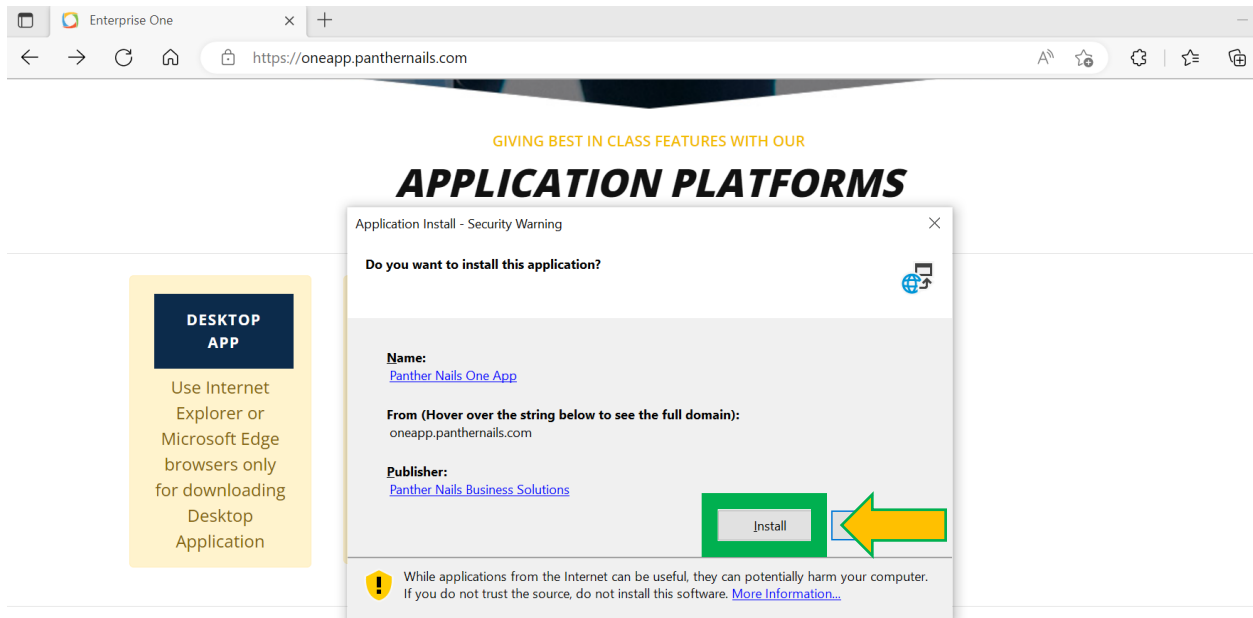 Enterprise One
https://oneapp.panthernails.com
GIVING BEST IN CLASS FEATURES WITH OUR
APPLICATION PLATFORMS
DESKTOP
APP
Use Internet
Explorer or
Microsoft Edge
browsers only
for downloading
Desktop
Application
Application Install - Security Warning
Do you want to install this application?
Name:
Panther Nails One App
From (Hover over the string below to see the full domain):
oneapp.panthernails.com
Publisher:
Panther Nails Business Solutions
Install
While applications from the Internet can be useful, they can potentially harm your computer.
If you do not trust the source, do not install this software. More Information...